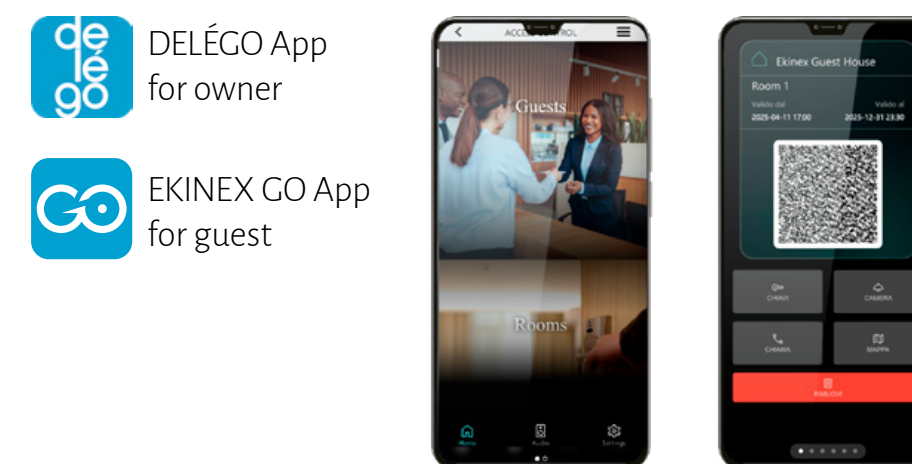 de
lé
go
DELÉGO App
for owner
GO
EKINEX GO App
for guest
ACCESS CONTROL
Guests
Rooms
Home
Audio
Settings
Ekinex Guest House
Room 1
Valido dal
Valido al
2025-04-11 17:00
2025-12-31 23:30
CHIAVI
CAMERA
CHIAMA
MAPPA
RIMUOVI